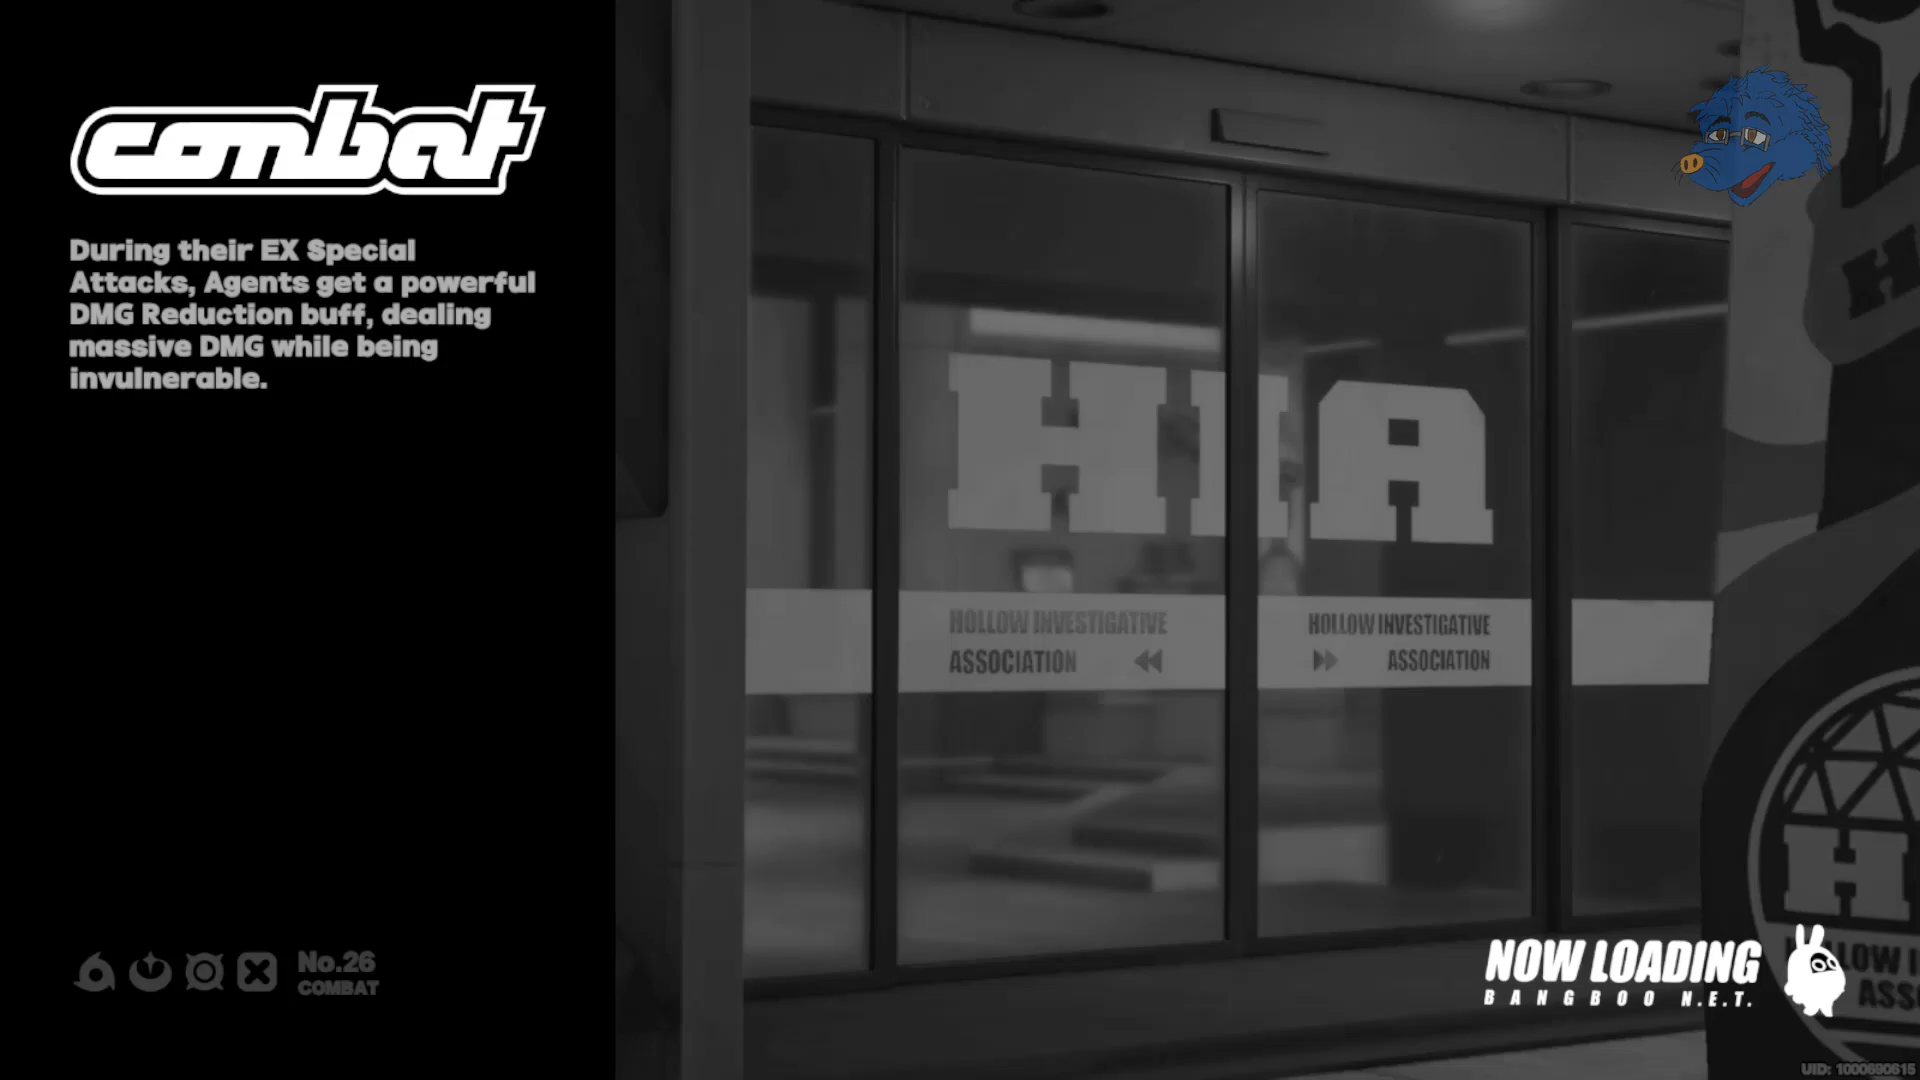 combat
During their EX Special
Attacks, Agents get a powerful
DMG Reduction buff, dealing
massive DMG while being
invulnerable.
HIA
HOLLOW INVESTIGATIVE
ASSOCIATION
HOLLOW INVESTIGATIVE
ASSOCIATION
No.26
COMBAT
NOW LOADING
BANGBOO N.E.T.
UID: 1000690615